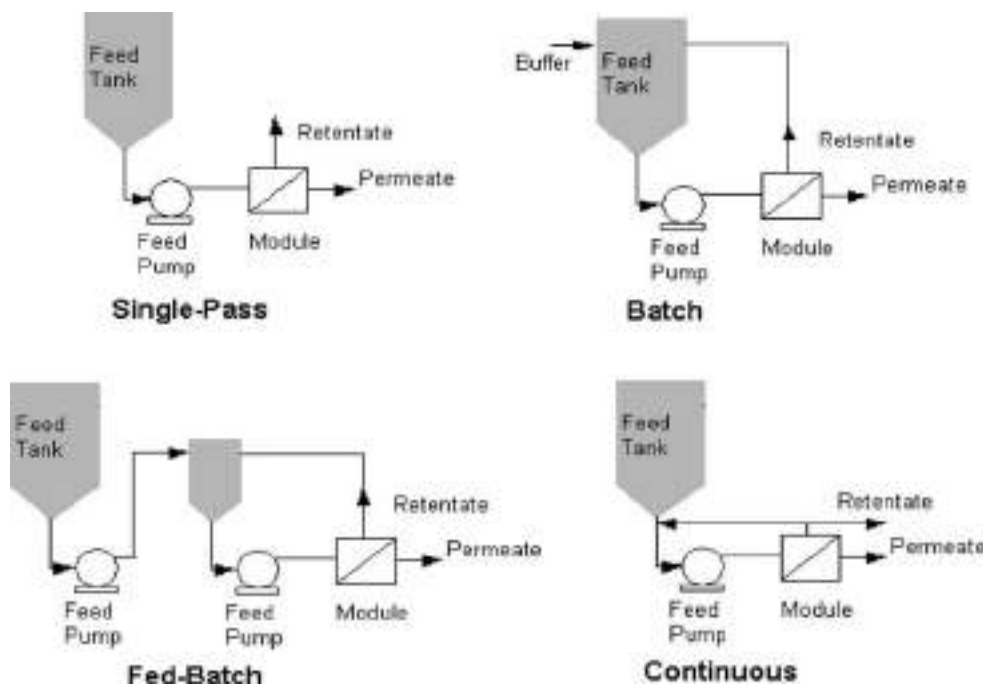 Feed
Tank
Retentate
Permeate
Feed
Pump
Module
Single-Pass
Buffer
Feed
Tank
Retentate
Permeate
Feed
Pump
Module
Batch
Feed
Tank
Retentate
Permeate
Feed
Pump
Feed
Pump
Module
Fed-Batch
Feed
Tank
Retentate
Permeate
Feed
Pump
Module
Continuous